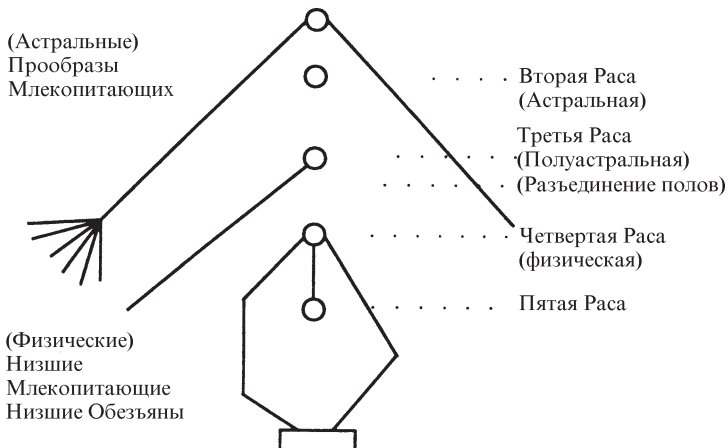 (Астральные)
Прообразы
Млекопитающих
Вторая Раса
(Астральная)
Третья Раса
(Полуастральная)
(Разъединение полов)
Четвертая Раса
(физическая)
Пятая Раса
(Физические)
Низшие
Млекопитающие
Низшие Обезъяны